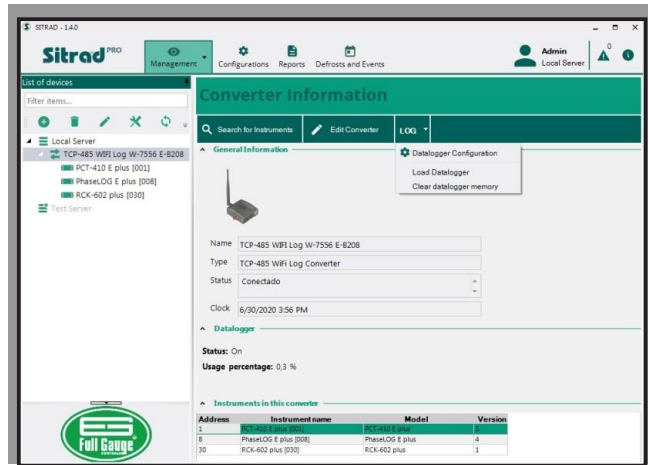 SITRAD - 1.4.0
Sitrad PRO
Management
Configurations
Reports
Defrosts and Events
Admin
Local Server
0
List of devices
Filter items...
Local Server
TCP-485 WIFI Log W-7556 E-8208
PCT-410 E plus [001]
PhaseLOG E plus [008]
RCK-602 plus [030]
Test Server
Full Gauge
CONTROLS
Converter Information
Search for Instruments
Edit Converter
LOG
Datalogger Configuration
Load Datalogger
Clear datalogger memory
General Information
Name TCP-485 WIFI Log W-7556 E-8208
Type TCP-485 WiFi Log Converter
Status Conectado
Clock 6/30/2020 3:56 PM
Datalogger
Status: On
Usage percentage: 0,3 %
Instruments in this converter
Address Instrument name Model Version
1 PCT-410 E plus [001] PCT-410 E plus 5
8 PhaseLOG E plus [008] PhaseLOG E plus 4
30 RCK-602 plus [030] RCK-602 plus 1